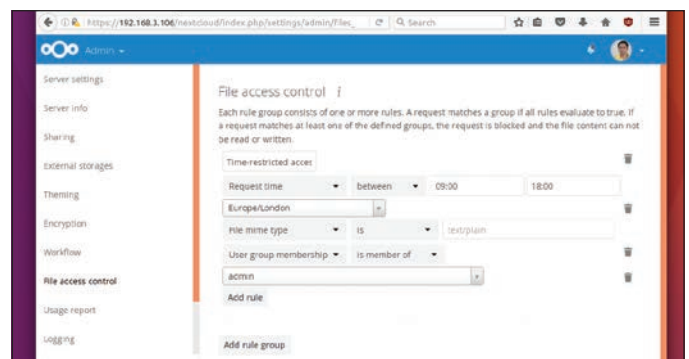 https://192.168.3.106/nextcloud/index.php/settings/admin/Files_
Search
Admin
Server settings
Server info
Sharing
External storages
Theming
Encryption
Workflow
File access control
Usage report
Logging
File access control i
Each rule group consists of one or more rules. A request matches a group if all rules evaluate to true. If
a request matches at least one of the defined groups, the request is blocked and the file content can not
be read or written.
Time-restricted acces
Request time between 09:00 18:00
Europe/London
File mime type is text/plain
User group membership is member of
admin
Add rule
Add rule group